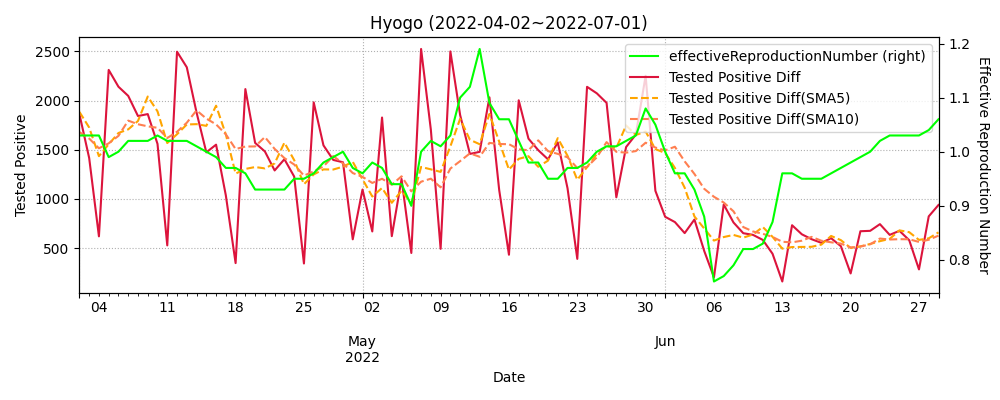 Hyogo (2022-04-02~2022-07-01)
effectiveReproductionNumber (right)
Tested Positive Diff
Tested Positive Diff(SMA5)
Tested Positive Diff(SMA10)
Tested Positive
2500
2000
1500
1000
500
1.2
1.1
1.0
0.9
0.8
Effective Reproduction Number
04 11 18 25 02 09 16 23 30 06 13 20 27
May Jun
2022
Date